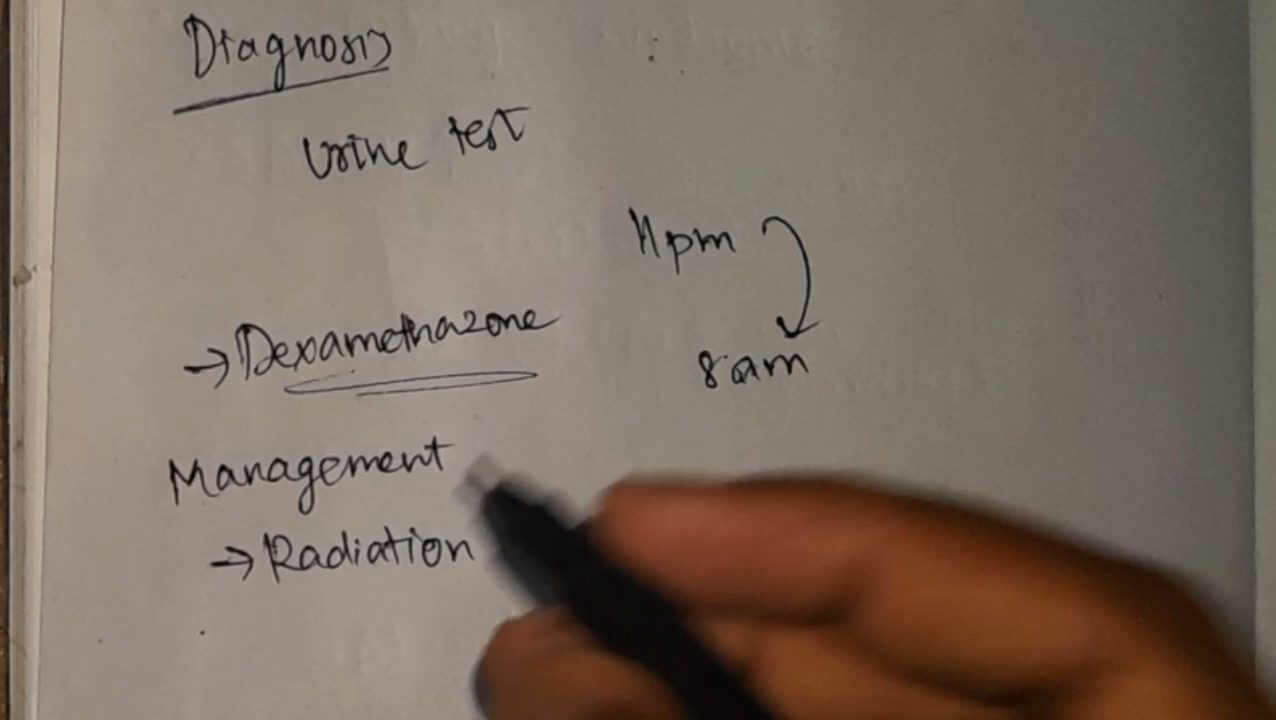 Diagnosis
Urine test
11pm
→ Dexamethazone
8am
Management
→ Radiation